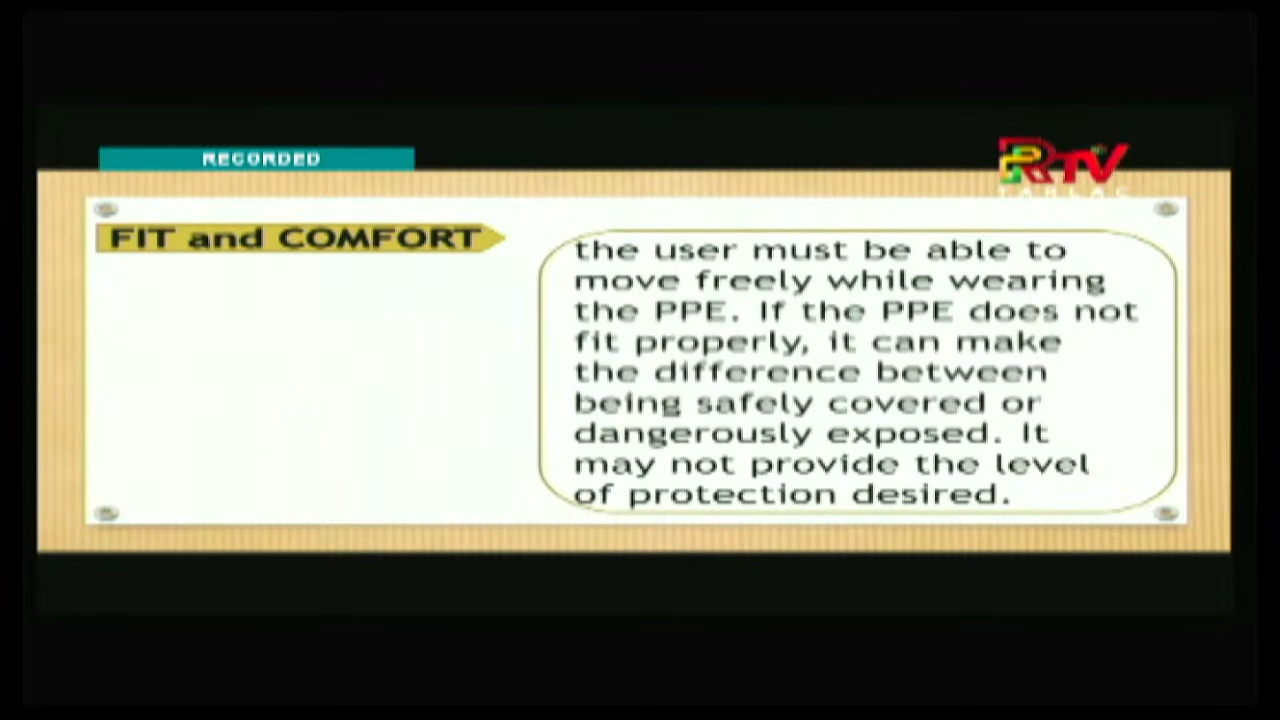 RECORDED
RTV
TARLAC
FIT and COMFORT
the user must be able to
move freely while wearing
the PPE. If the PPE does not
fit properly, it can make
the difference between
being safely covered or
dangerously exposed. It
may not provide the level
of protection desired.